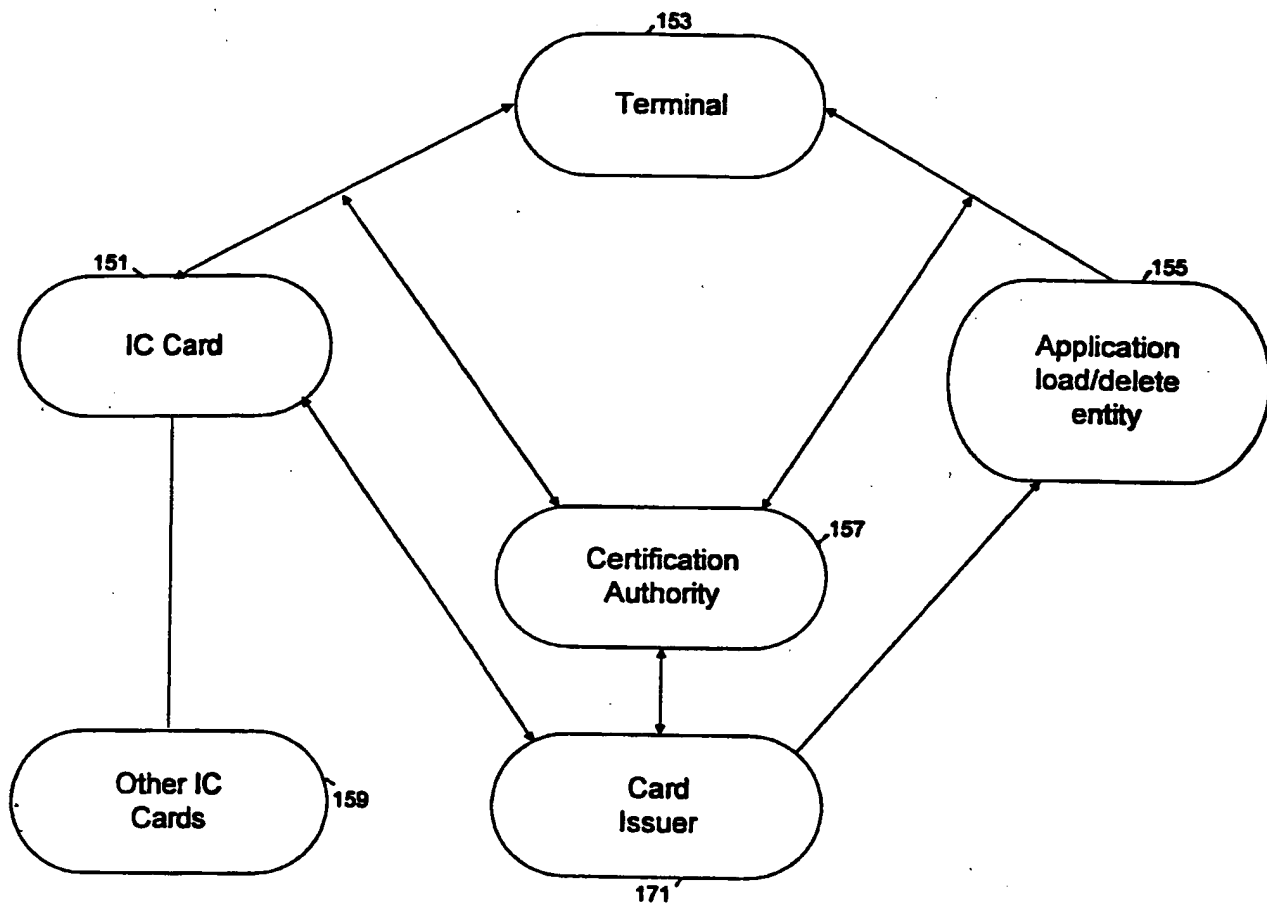 153
Terminal
151
IC Card
155
Application
load/delete
entity
157
Certification
Authority
Other IC
Cards
159
Card
Issuer
171